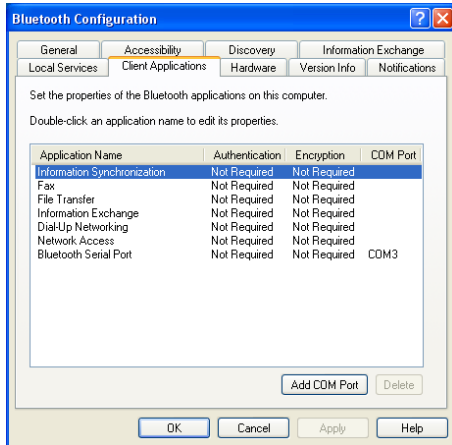 Bluetooth Configuration
General Accessibility Discovery Information Exchange
Local Services Client Applications Hardware Version Info Notifications
Set the properties of the Bluetooth applications on this computer.
Double-click an application name to edit its properties.
Application Name Authentication Encryption COM Port
Information Synchronization Not Required Not Required
Fax Not Required Not Required
File Transfer Not Required Not Required
Information Exchange Not Required Not Required
Dial-Up Networking Not Required Not Required
Network Access Not Required Not Required
Bluetooth Serial Port Not Required Not Required COM3
Add COM Port Delete
OK Cancel Apply Help